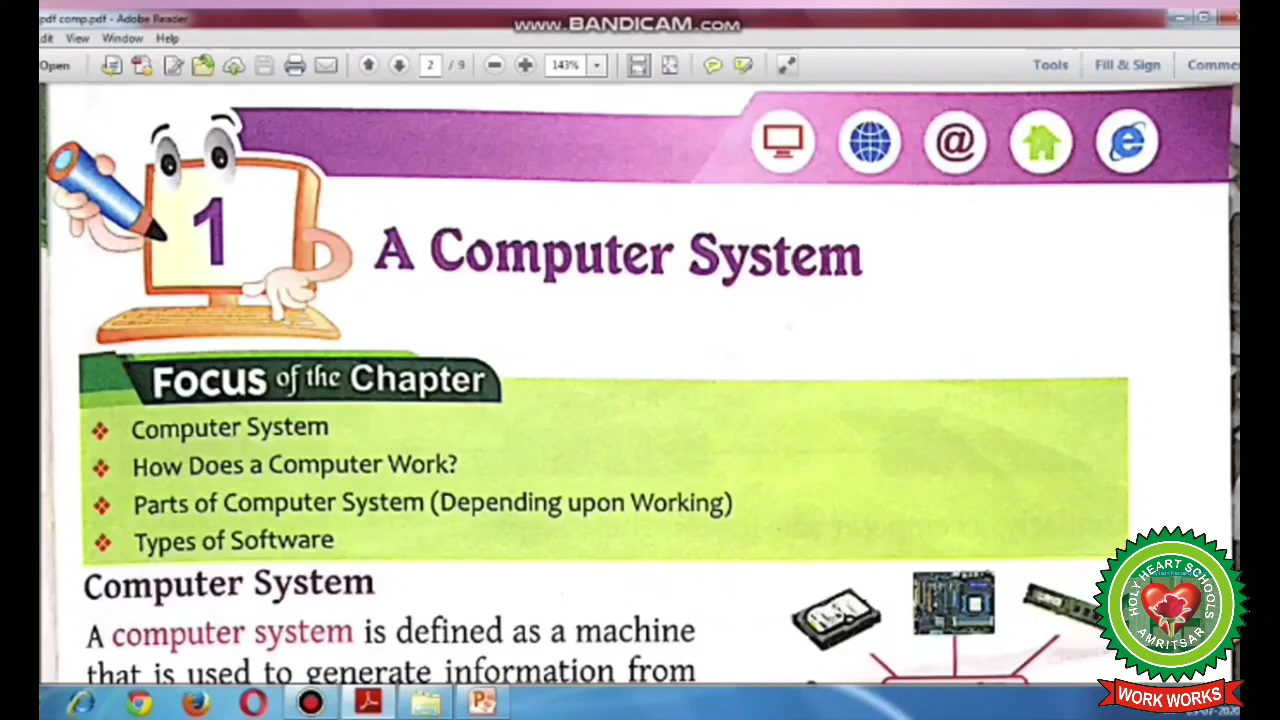 pdf comp.pdf - Adobe Reader
www.BANDICAM.com
dit View Window Help
Open
2 / 9
143%
Tools
Fill & Sign
Comme
1
@
A Computer System
Focus of the Chapter
Computer System
How Does a Computer Work?
Parts of Computer System (Depending upon Working)
Types of Software
Computer System
A computer system is defined as a machine
that is used to generate information from
HOLY HEART SCHOOLS
AMRITSAR
WORK WORKS